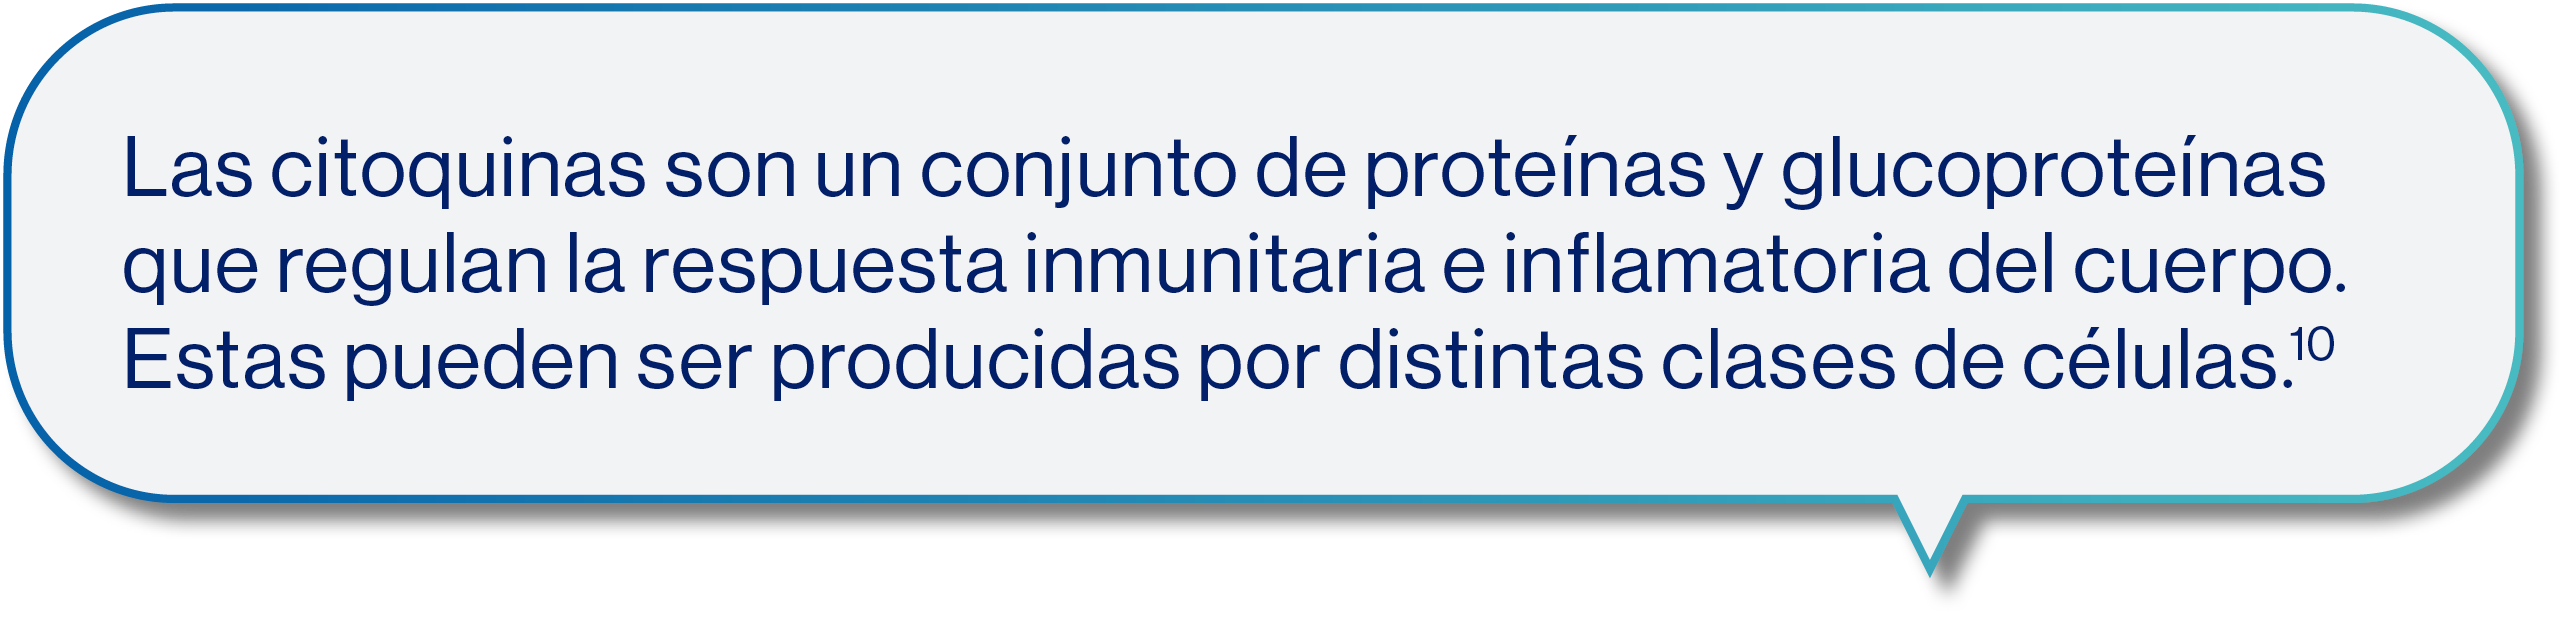 Las citoquinas son un conjunto de proteínas y glucoproteínas
que regulan la respuesta inmunitaria e inflamatoria del cuerpo.
Estas pueden ser producidas por distintas clases de células.¹⁰